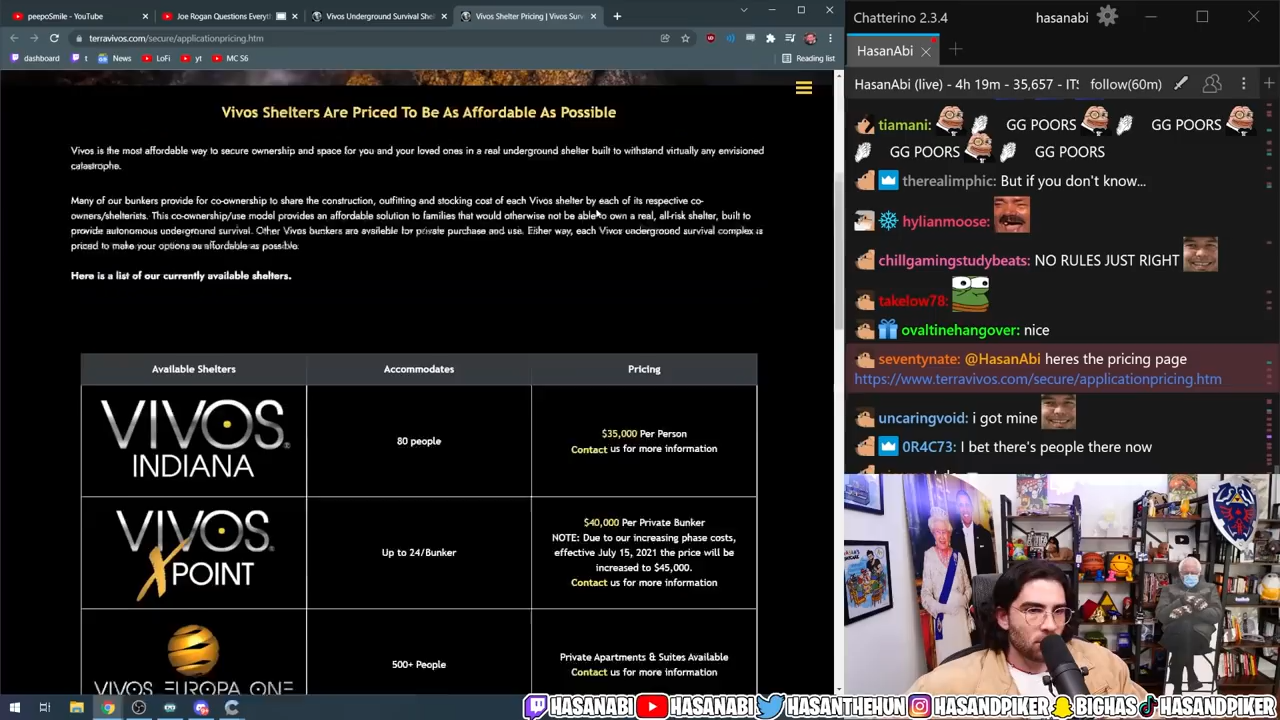 peepoSmile - YouTube
Joe Rogan Questions Everyth
Vivos Underground Survival Shel
Vivos Shelter Pricing | Vivos Surv
terravivos.com/secure/applicationpricing.htm
dashboard
t
News
LoFi
yt
MC S6
Reading list
Vivos Shelters Are Priced To Be As Affordable As Possible
Vivos is the most affordable way to secure ownership and space for you and your loved ones in a real underground shelter built to withstand virtually any envisioned
catastrophe.
Many of our bunkers provide for co-ownership to share the construction, outfitting and stocking cost of each Vivos shelter by each of its respective co-
owners/shelterists. This co-ownership/use model provides an affordable solution to families that would otherwise not be able to own a real, all-risk shelter, built to
provide autonomous underground survival. Other Vivos bunkers are available for private purchase and use. Either way, each Vivos underground survival complex is
priced to make your options as affordable as possible.
Here is a list of our currently available shelters.
Available Shelters
Accommodates
Pricing
VIVOS
INDIANA
80 people
$35,000 Per Person
Contact us for more information
VIVOS
XPOINT
Up to 24/Bunker
$40,000 Per Private Bunker
NOTE: Due to our increasing phase costs,
effective July 15, 2021 the price will be
increased to $45,000.
Contact us for more information
VIVOS EUROPA ONE
500+ People
Private Apartments & Suites Available
Contact us for more information
Chatterino 2.3.4
hasanabi
HasanAbi
HasanAbi (live) - 4h 19m - 35,657 - IT'S
follow(60m)
tiamani: GG POORS GG POORS
GG POORS GG POORS
therealimphic: But if you don't know...
hylianmoose:
chillgamingstudybeats: NO RULES JUST RIGHT
takelow78:
ovaltinehangover: nice
seventynate: @HasanAbi heres the pricing page
https://www.terravivos.com/secure/applicationpricing.htm
uncaringvoid: i got mine
0R4C73: I bet there's people there now
HASANABI
HASANABI
HASANTHEHUN
HASANDPIKER
BIGHAS
HASANDPIKER